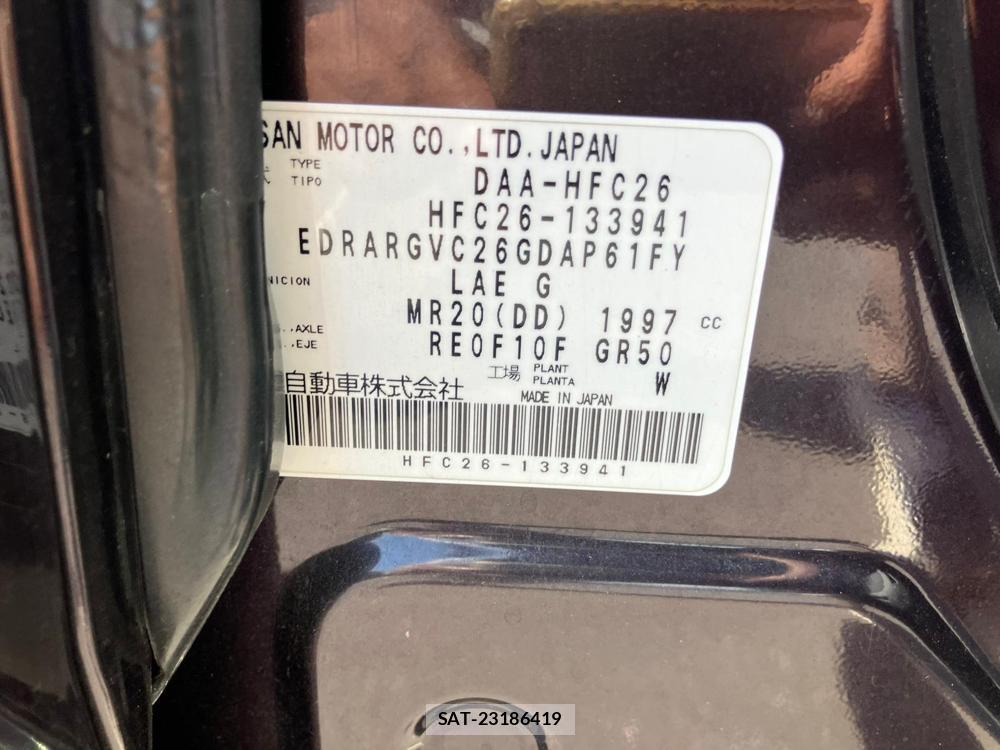 SAN MOTOR CO.,LTD.JAPAN
式 TYPE
TIPO
DAA-HFC26
HFC26-133941
EDRARGVC26GDAP61FY
NICION
LAE G
MR20(DD) 1997 CC
.,AXLE
.,EJE
RE0F10F GR50
工場 PLANT
PLANTA
W
自動車株式会社
MADE IN JAPAN
HFC26-133941
SAT-23186419